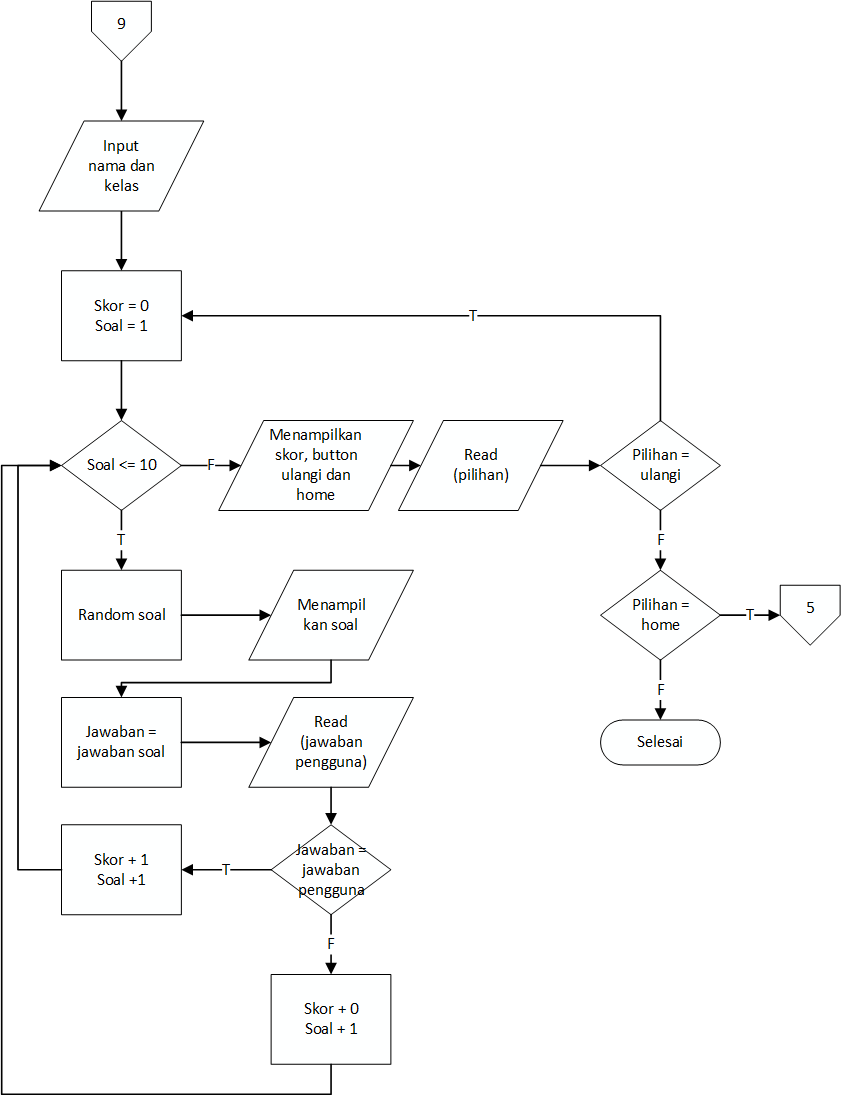 9
Input
nama dan
kelas
Skor = 0
Soal = 1
T
Soal <= 10
F
Menampilkan
skor, button
ulangi dan
home
Read
(pilihan)
Pilihan =
ulangi
T
F
Random soal
Menampil
kan soal
Pilihan =
home
T
5
F
Jawaban =
jawaban soal
Read
(jawaban
pengguna)
Selesai
Skor + 1
Soal +1
T
Jawaban =
jawaban
pengguna
F
Skor + 0
Soal + 1